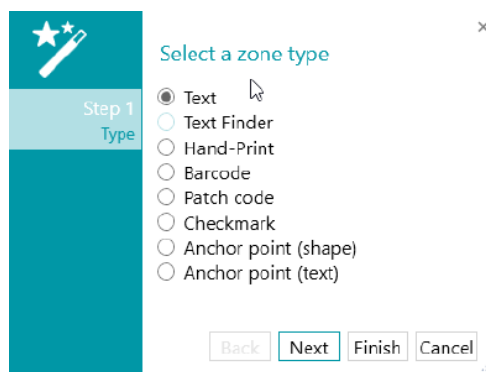 Select a zone type
Step 1
Type
Text
Text Finder
Hand-Print
Barcode
Patch code
Checkmark
Anchor point (shape)
Anchor point (text)
Back Next Finish Cancel